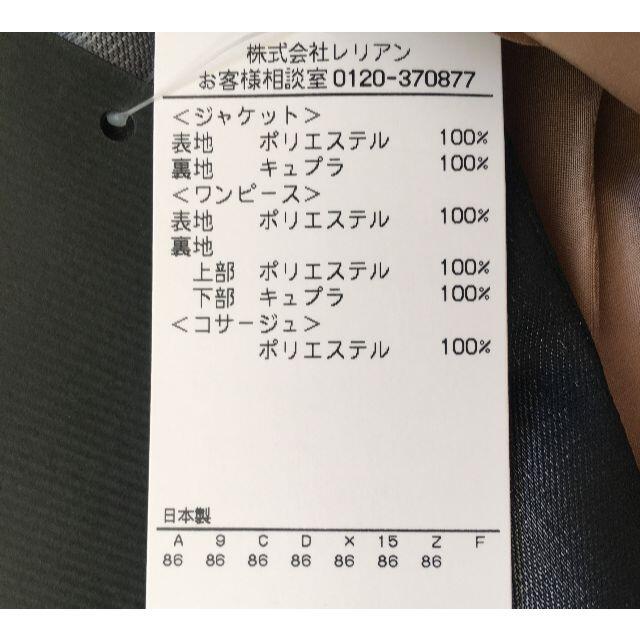 株式会社レリアン
お客様相談室0120-370877
＜ジャケット＞
表地 ポリエステル 100%
裏地 キュプラ 100%
＜ワンピース＞
表地 ポリエステル 100%
裏地
上部 ポリエステル 100%
下部 キュプラ 100%
＜コサージュ＞
ポリエステル 100%
日本製
A 9 C D X 15 Z F
86 86 86 86 86 86 86